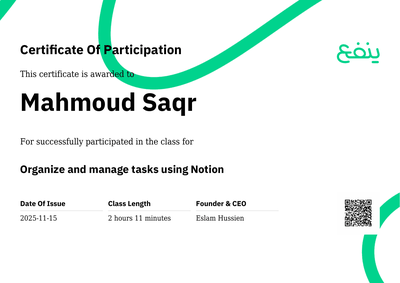 Certificate Of Participation
ينفع
This certificate is awarded to
Mahmoud Saqr
For successfully participated in the class for
Organize and manage tasks using Notion
Date Of Issue Class Length Founder & CEO
2025-11-15 2 hours 11 minutes Eslam Hussien